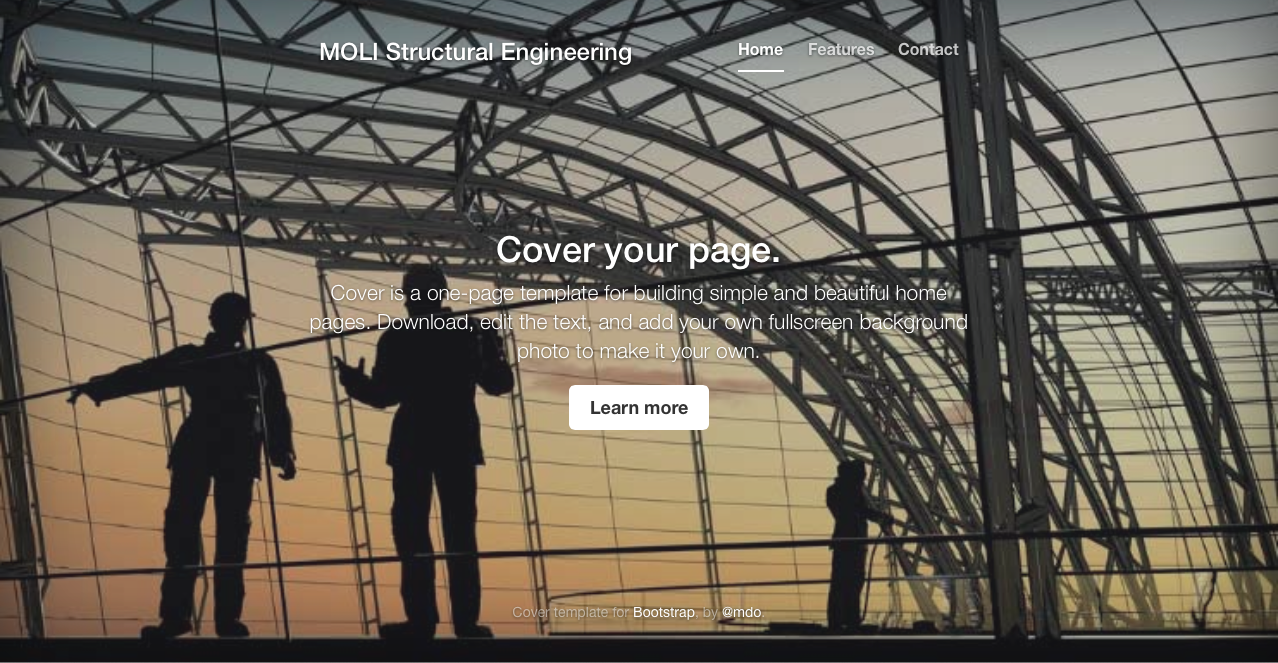 MOLI Structural Engineering
Home Features Contact
Cover your page.
Cover is a one-page template for building simple and beautiful home
pages. Download, edit the text, and add your own fullscreen background
photo to make it your own.
Learn more
Cover template for Bootstrap, by @mdo.